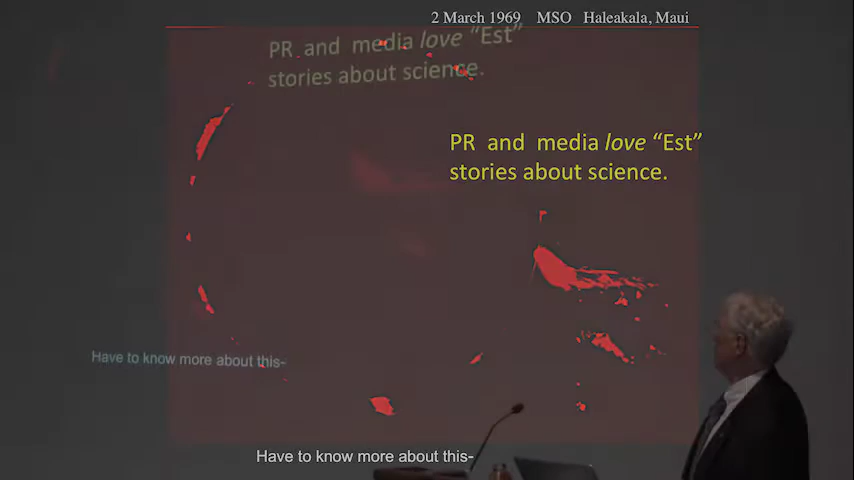 2 March 1969 MSO Haleakala, Maui
PR and media love “Est”
stories about science.
PR and media love “Est”
stories about science.
Have to know more about this-
Have to know more about this-